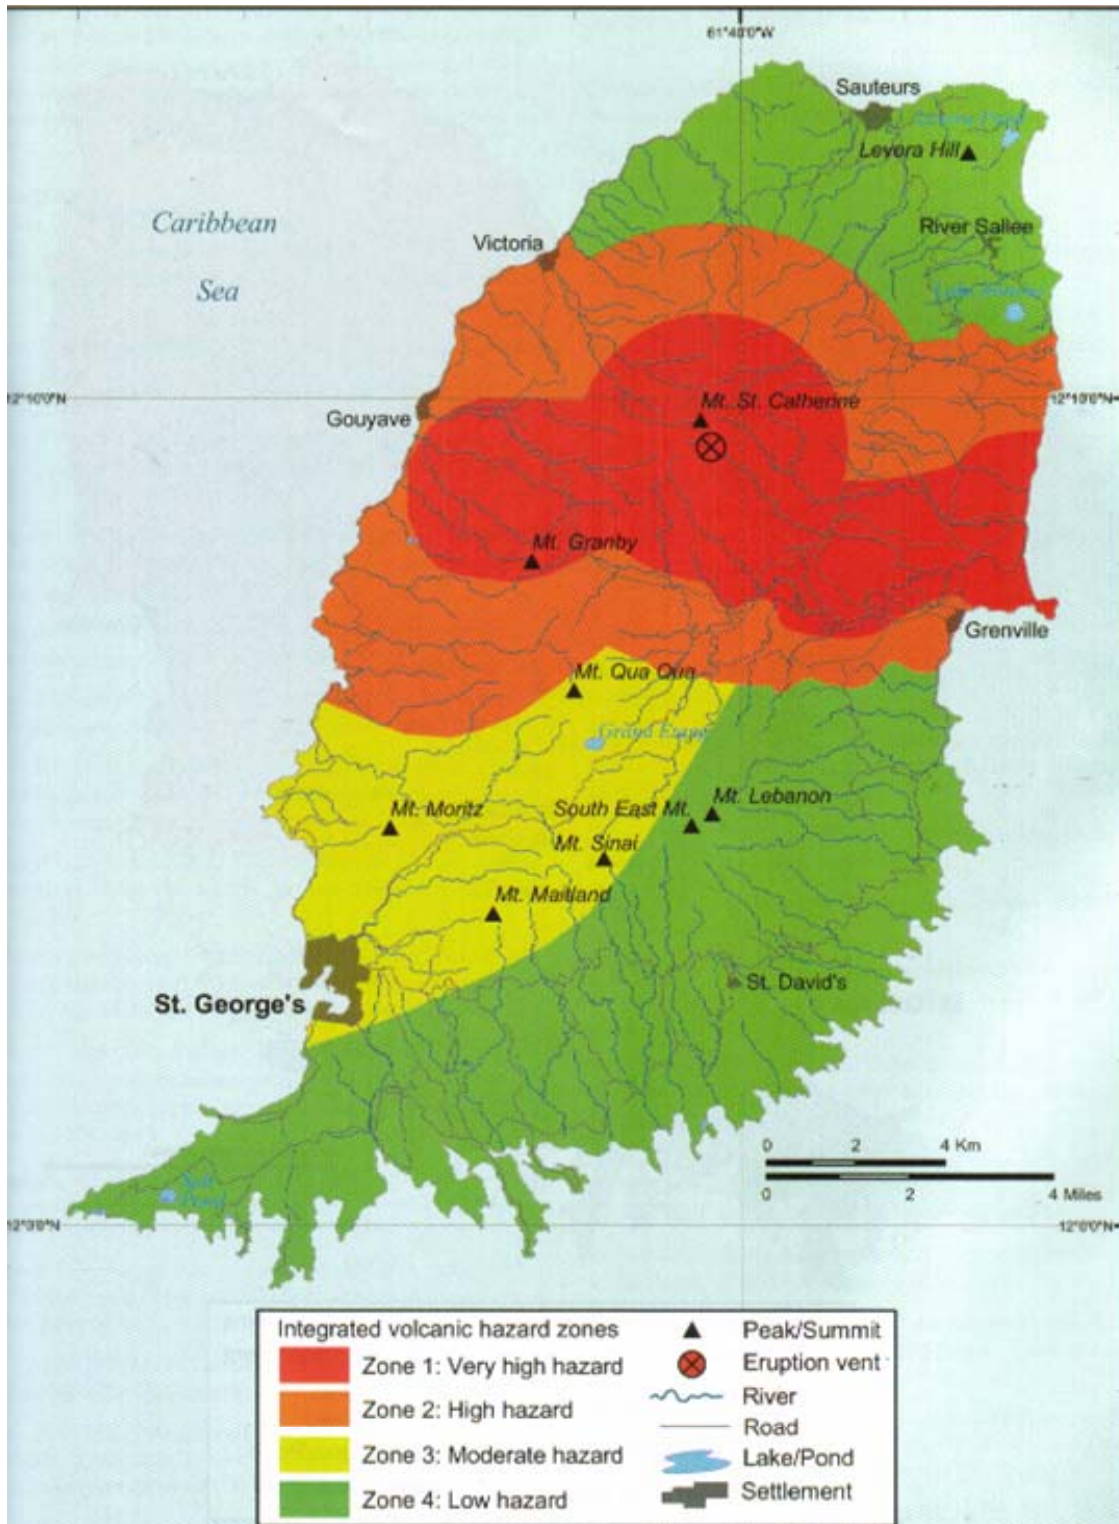 61°40'0"W
Sauteurs
Levera Hill
Caribbean
Sea
River Sallee
Victoria
12°10'0"N
12°10'0"N
Mt. St. Catherine
Gouyave
Mt. Granby
Grenville
Mt. Qua Qua
Grand Etang
Mt. Moritz
South East Mt.
Mt. Lebanon
Mt. Sinai
Mt. Maitland
St. David's
St. George's
0 2 4 Km
0 2 4 Miles
Salt
Pond
12°0'0"N
Integrated volcanic hazard zones
Zone 1: Very high hazard
Zone 2: High hazard
Zone 3: Moderate hazard
Zone 4: Low hazard
Peak/Summit
Eruption vent
River
Road
Lake/Pond
Settlement